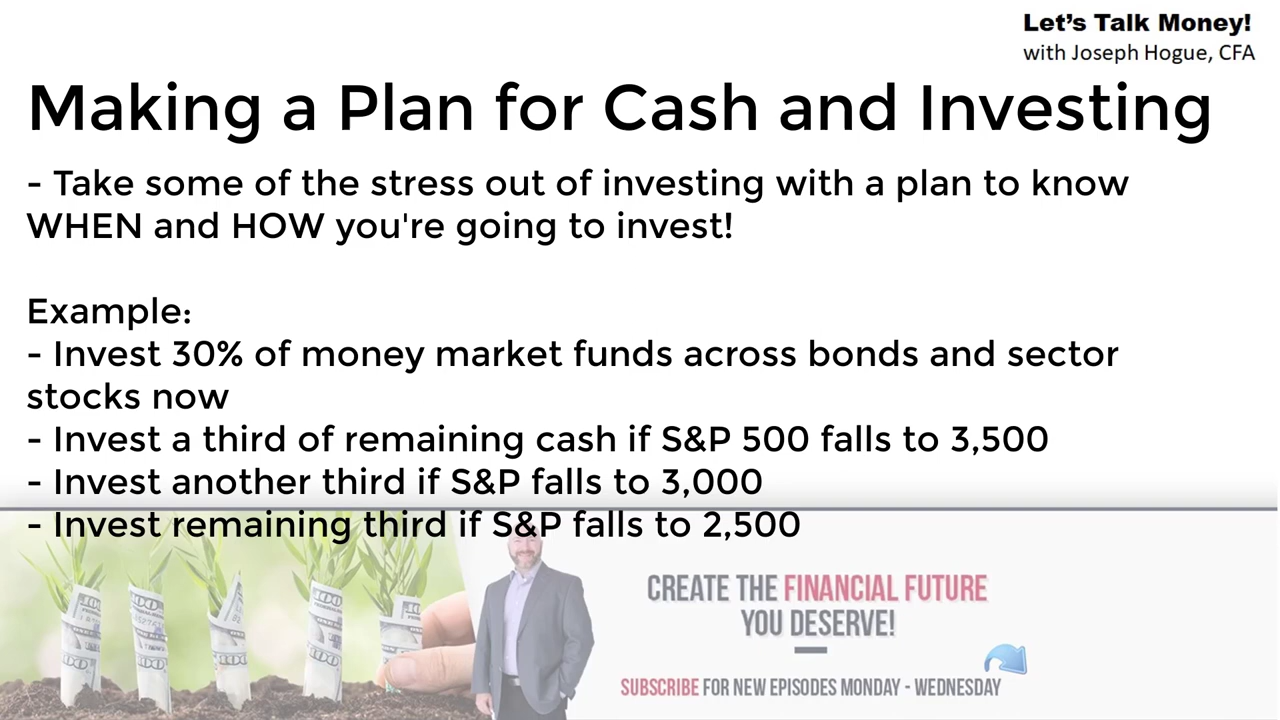 Let's Talk Money!
with Joseph Hogue, CFA
Making a Plan for Cash and Investing
- Take some of the stress out of investing with a plan to know
WHEN and HOW you're going to invest!
Example:
- Invest 30% of money market funds across bonds and sector
stocks now
- Invest a third of remaining cash if S&P 500 falls to 3,500
- Invest another third if S&P falls to 3,000
- Invest remaining third if S&P falls to 2,500
CREATE THE FINANCIAL FUTURE
YOU DESERVE!
SUBSCRIBE FOR NEW EPISODES MONDAY - WEDNESDAY